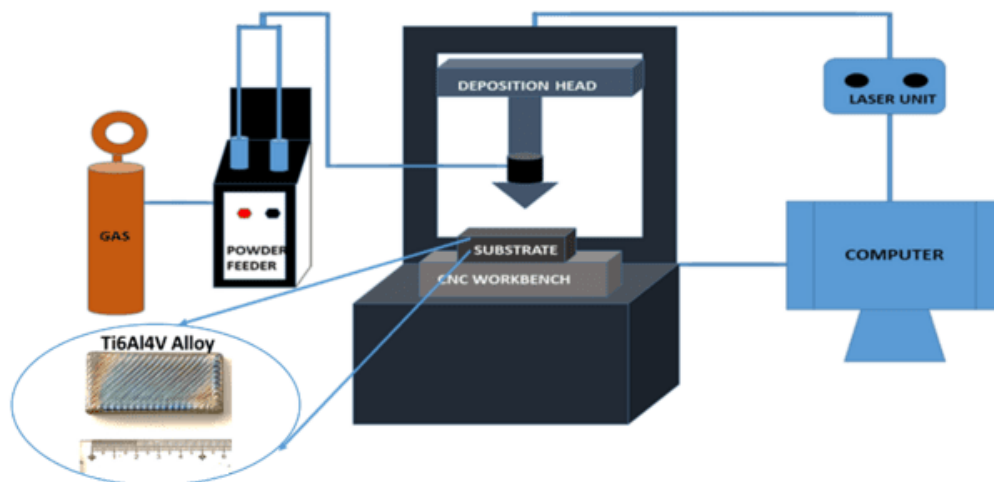 DEPOSITION HEAD
LASER UNIT
GAS
POWDER
FEEDER
SUBSTRATE
CNC WORKBENCH
COMPUTER
Ti6Al4V Alloy